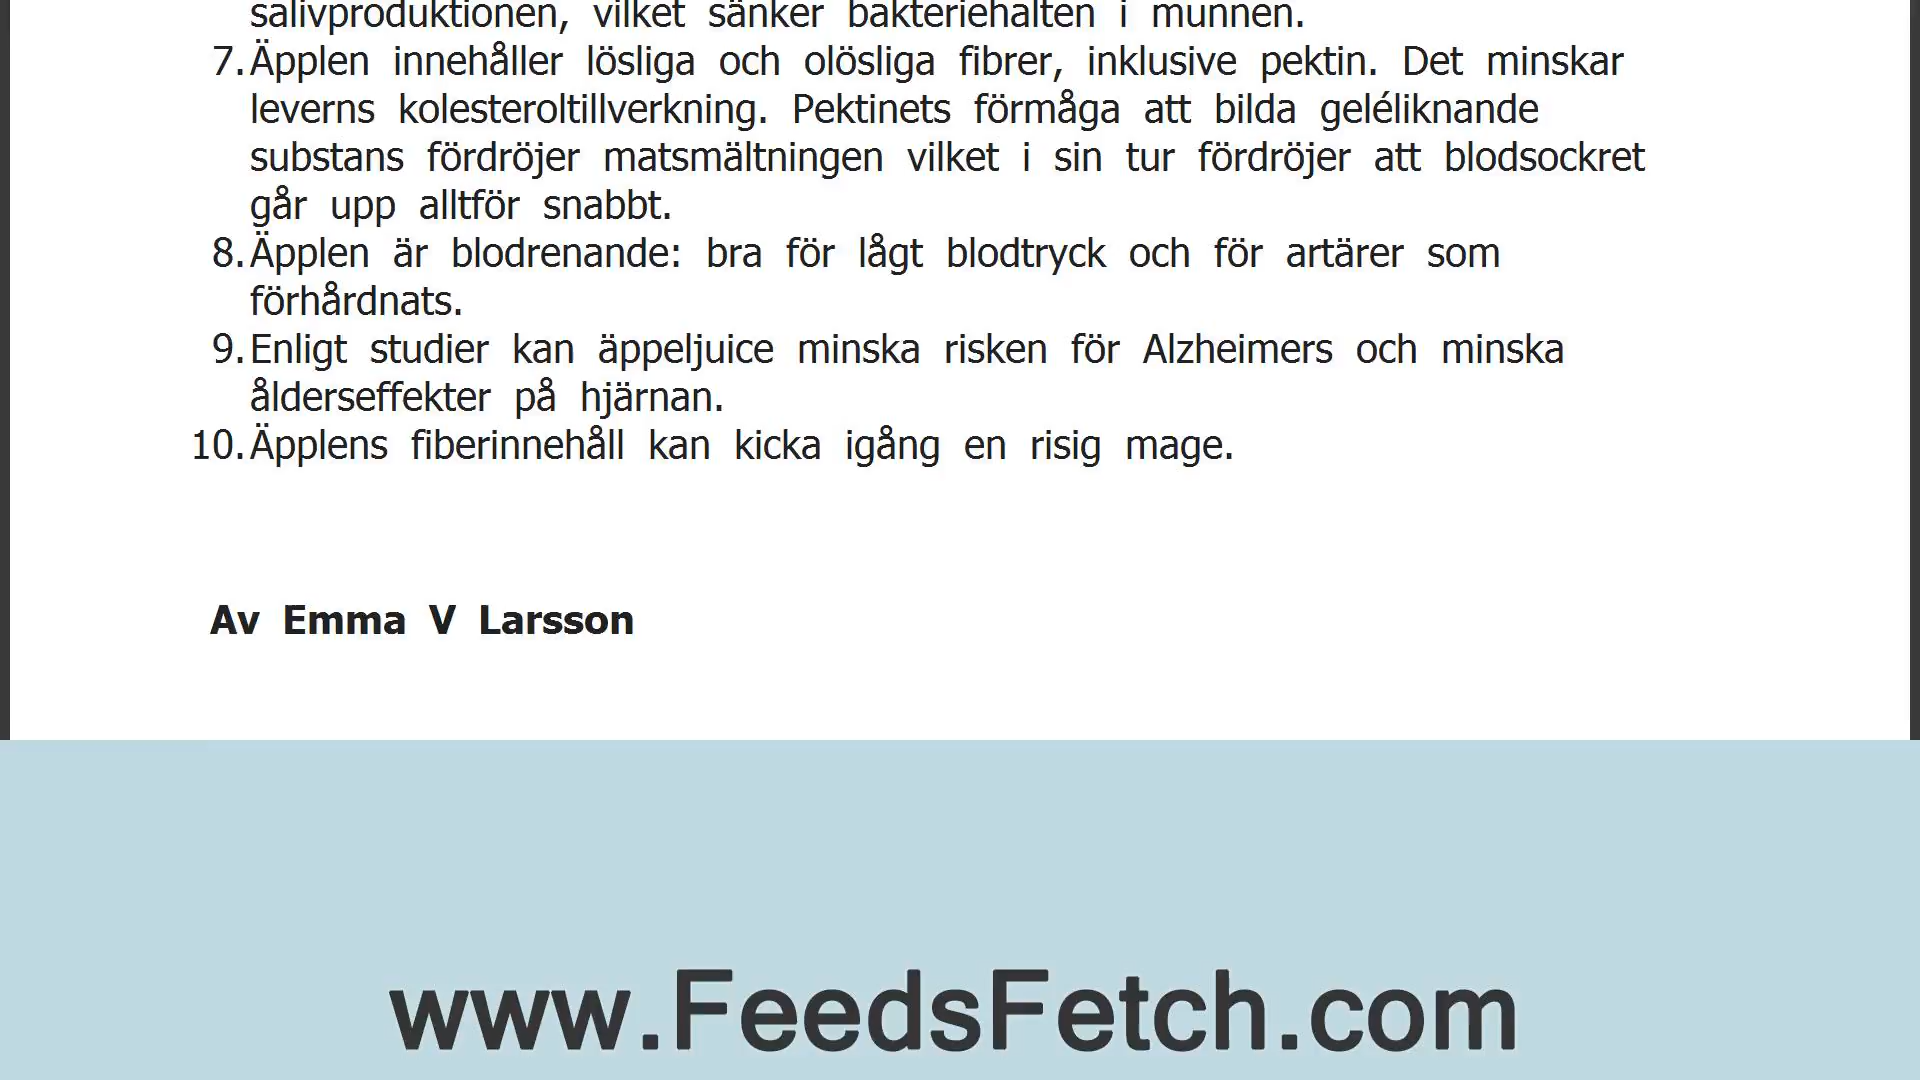 salivproduktionen, vilket sänker bakteriehalten i munnen.
7. Äpplen innehåller lösliga och olösliga fibrer, inklusive pektin. Det minskar
leverns kolesteroltillverkning. Pektinets förmåga att bilda geléliknande
substans fördröjer matsmältningen vilket i sin tur fördröjer att blodsockret
går upp alltför snabbt.
8. Äpplen är blodrenande: bra för lågt blodtryck och för artärer som
förhårdnats.
9. Enligt studier kan äppeljuice minska risken för Alzheimers och minska
ålderseffekter på hjärnan.
10. Äpplens fiberinnehåll kan kicka igång en risig mage.
Av Emma V Larsson
www.FeedsFetch.com